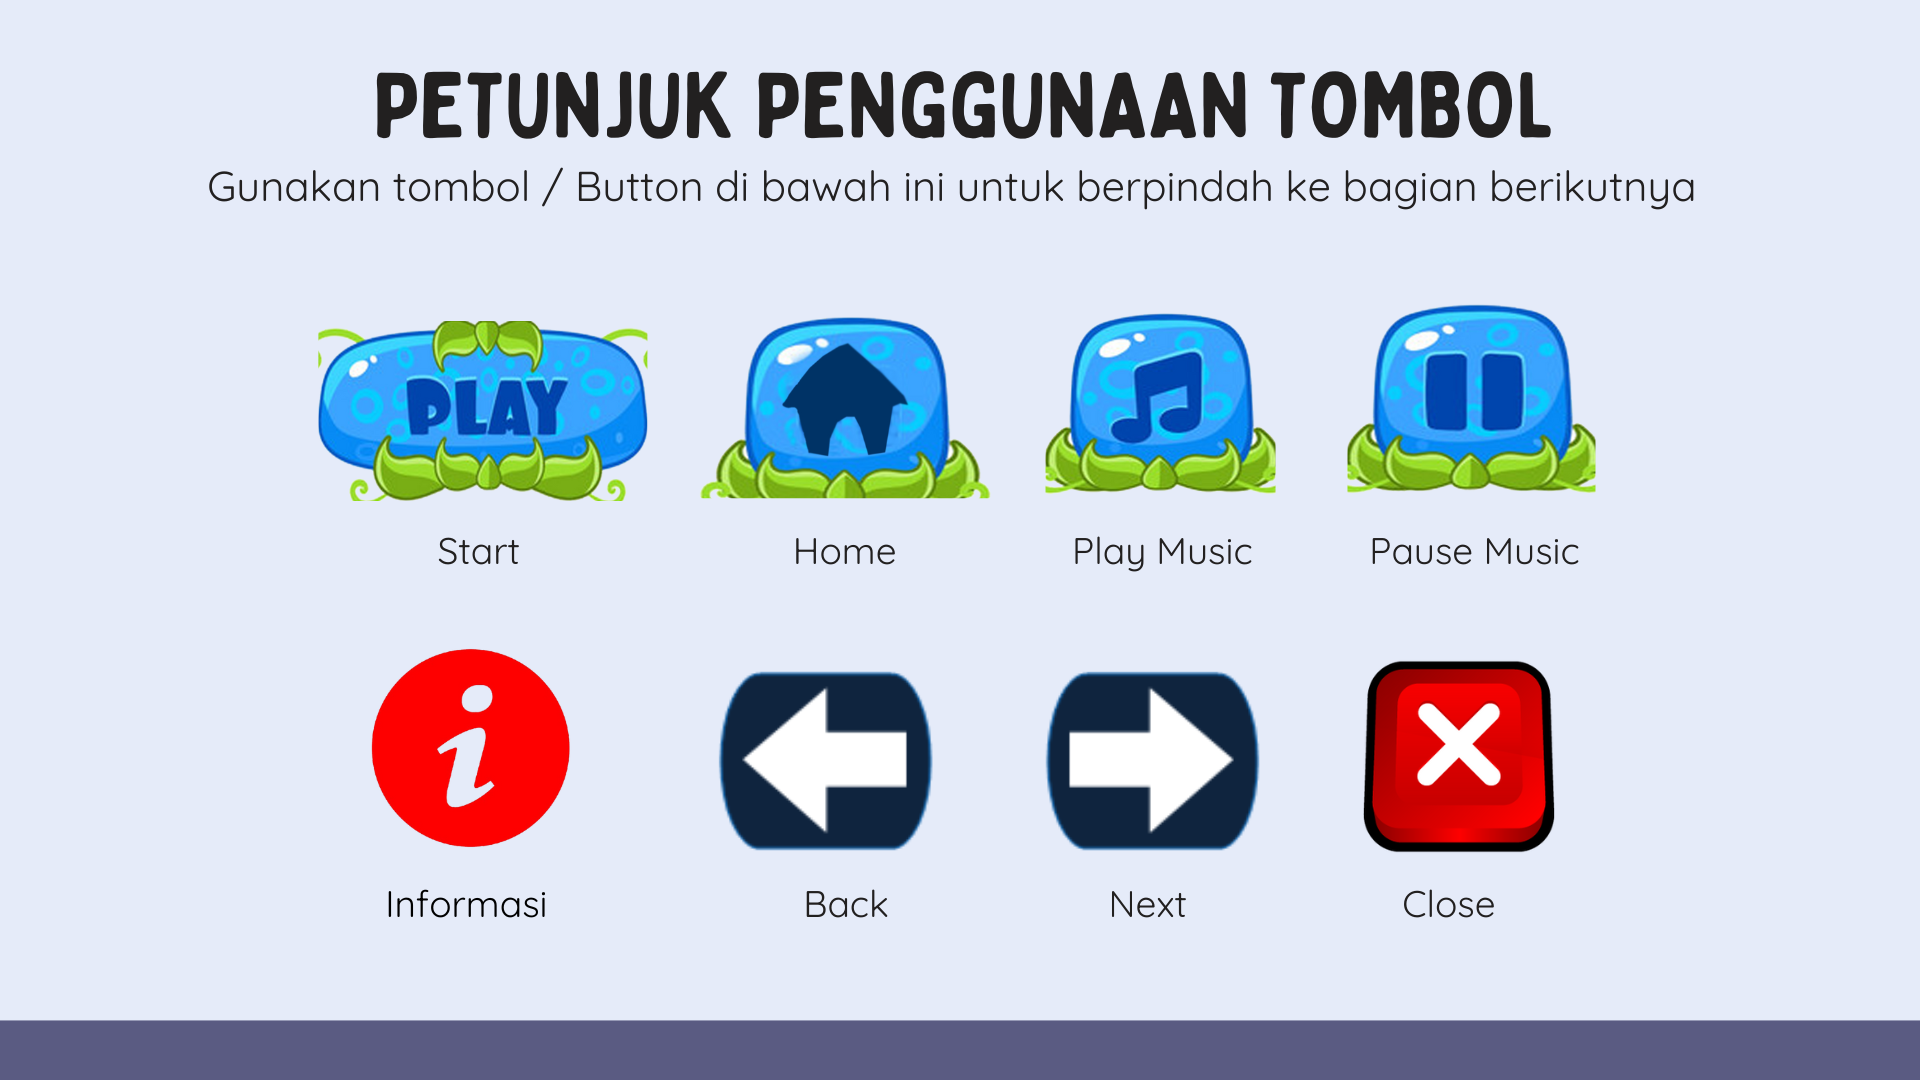 PETUNJUK PENGGUNAAN TOMBOL
Gunakan tombol / Button di bawah ini untuk berpindah ke bagian berikutnya
PLAY
Start
Home
Play Music
Pause Music
i
Informasi
Back
Next
Close